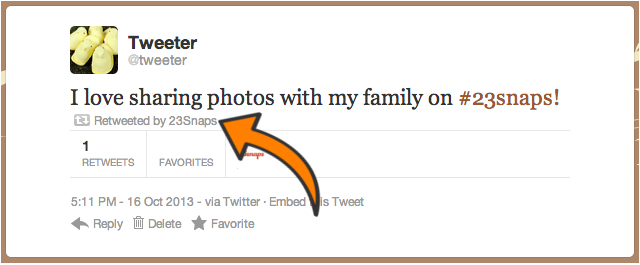 Tweeter
@tweeter
I love sharing photos with my family on #23snaps!
Retweeted by 23Snaps
1
RETWEETS FAVORITES
5:11 PM - 16 Oct 2013 - via Twitter · Embed this Tweet
Reply Delete Favorite